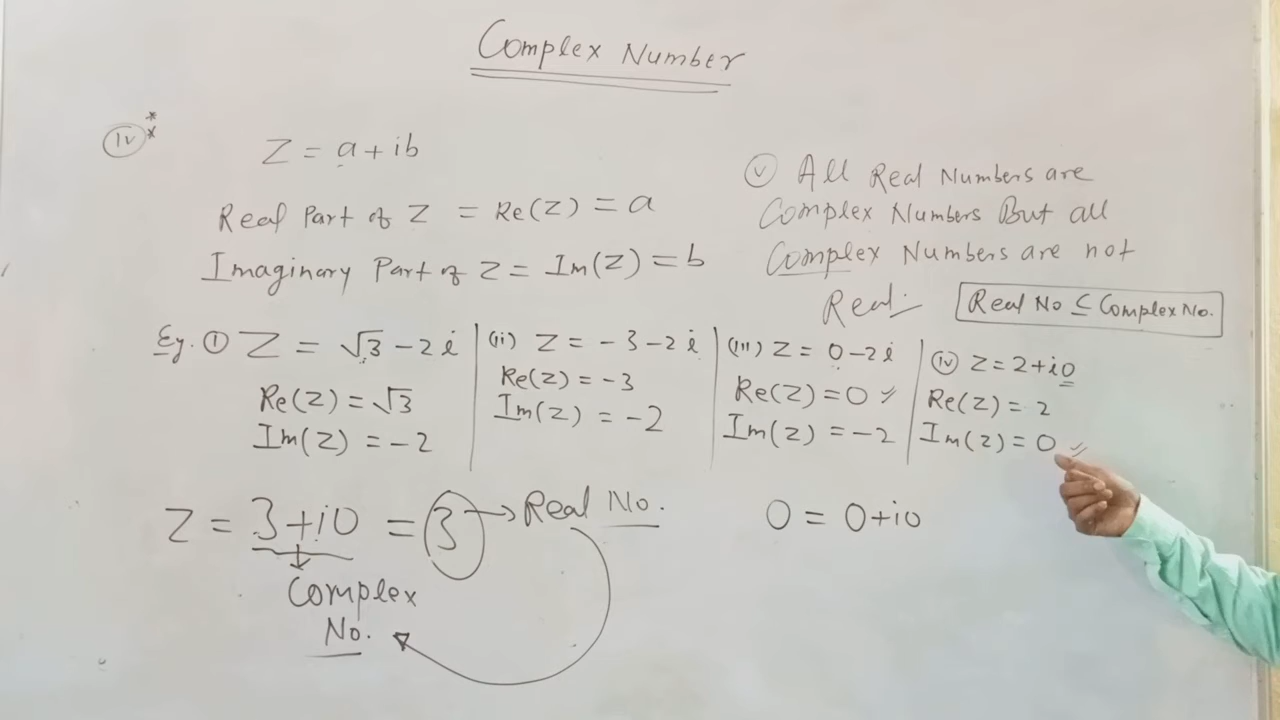 Complex Number
(iv) **
Z = a + ib
Real Part of Z = Re(Z) = a
Imaginary Part of Z = Im(Z) = b
(v) All Real Numbers are
Complex Numbers But all
Complex Numbers are not
Real.
Real No ⊆ Complex No.
Eg. (1) Z = √3 - 2i
Re(Z) = √3
Im(Z) = -2
(ii) Z = -3 - 2i
Re(Z) = -3
Im(Z) = -2
(iii) Z = 0 - 2i
Re(Z) = 0
Im(Z) = -2
(iv) Z = 2 + i0
Re(Z) = 2
Im(Z) = 0
Z = 3 + i0 = 3 → Real No.
Complex
No.
0 = 0 + i0